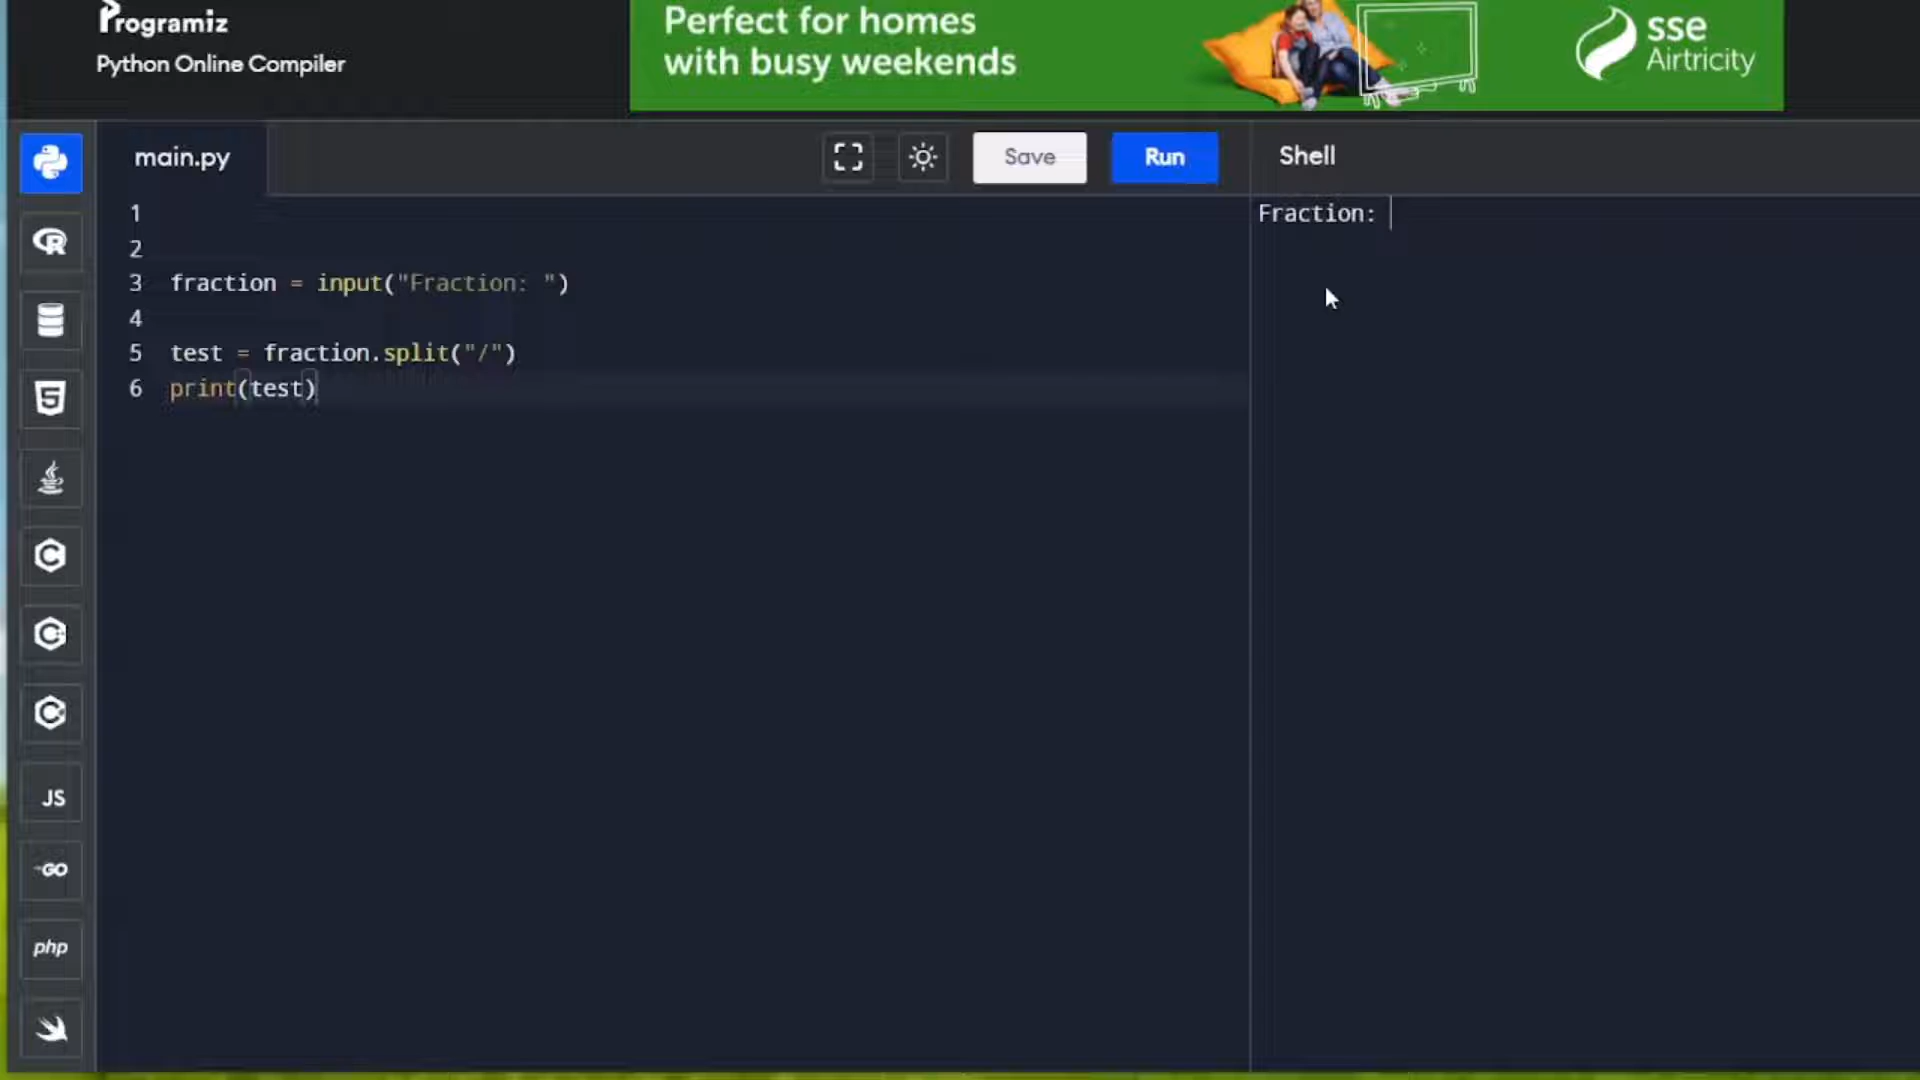 Programiz
Python Online Compiler
Perfect for homes
with busy weekends
sse
Airtricity
main.py
Save
Run
Shell
1
2
3 fraction = input("Fraction: ")
4
5 test = fraction.split("/")
6 print(test)
Fraction:
R
5
C
C
C
JS
GO
php